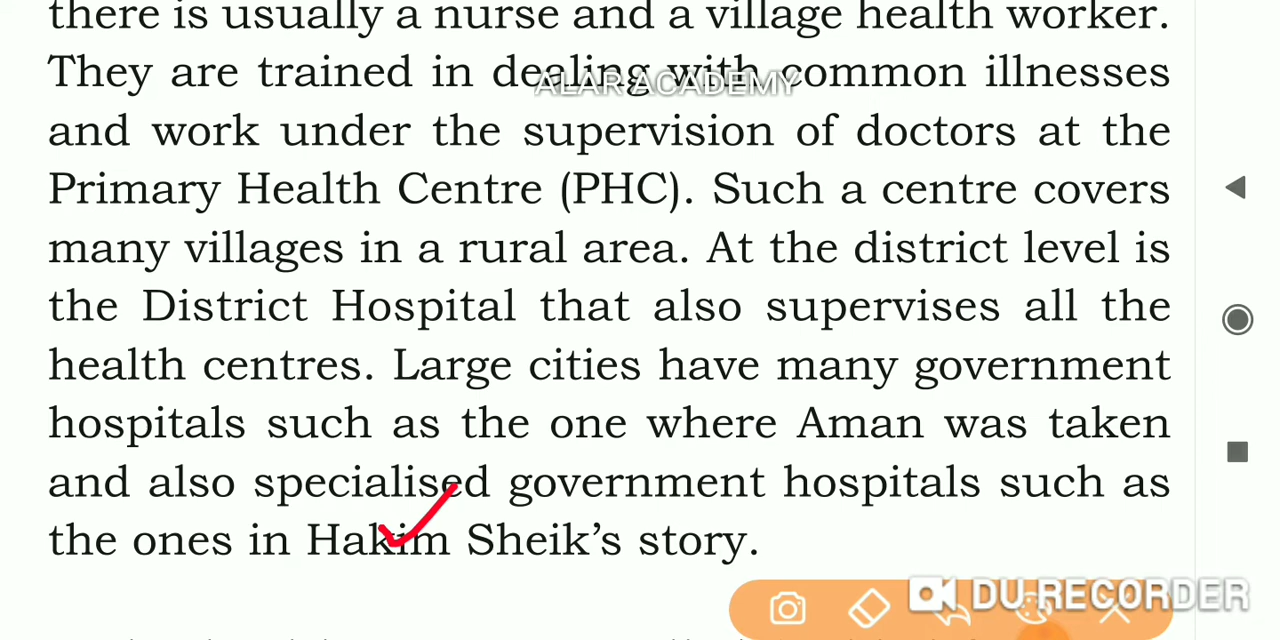 there is usually a nurse and a village health worker.
They are trained in dealing with common illnesses
ALAR ACADEMY
and work under the supervision of doctors at the
Primary Health Centre (PHC). Such a centre covers
many villages in a rural area. At the district level is
the District Hospital that also supervises all the
health centres. Large cities have many government
hospitals such as the one where Aman was taken
and also specialised government hospitals such as
the ones in Hakim Sheik’s story.
DU RECORDER